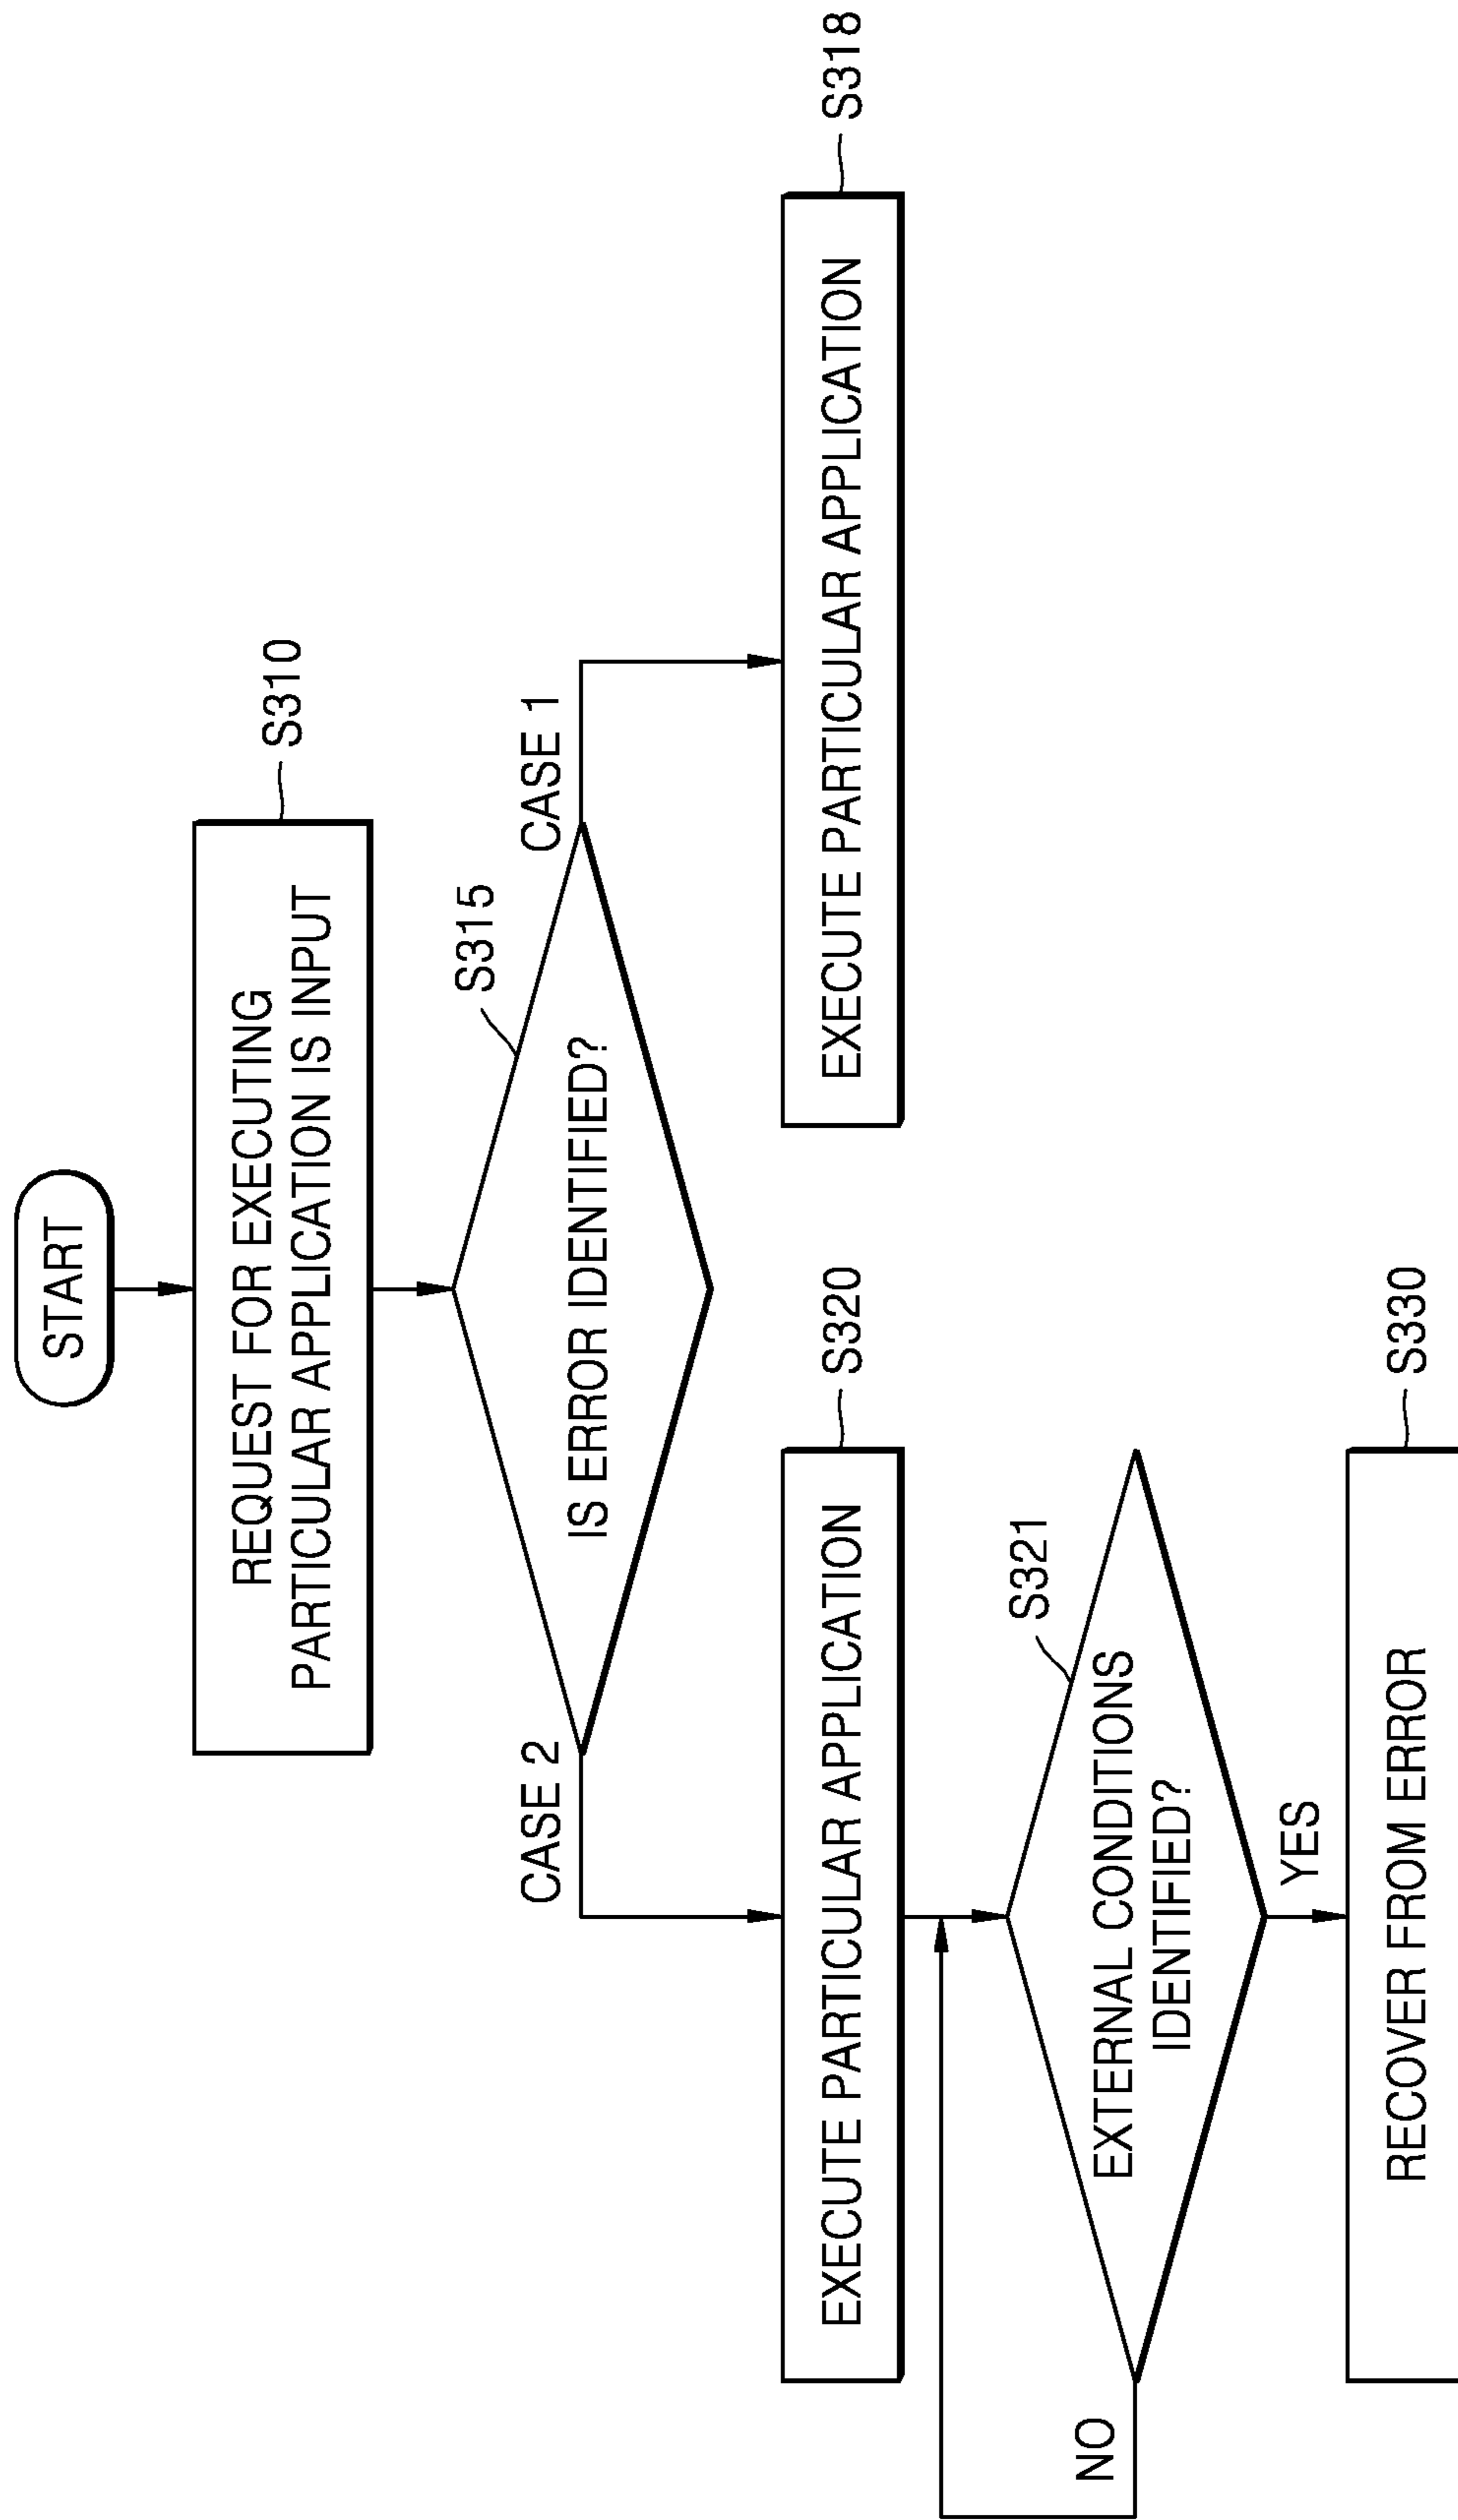 START
REQUEST FOR EXECUTING
PARTICULAR APPLICATION IS INPUT
S310
IS ERROR IDENTIFIED?
S315
CASE 2
CASE 1
EXECUTE PARTICULAR APPLICATION
S320
EXECUTE PARTICULAR APPLICATION
S318
EXTERNAL CONDITIONS
IDENTIFIED?
S321
NO
YES
RECOVER FROM ERROR
S330